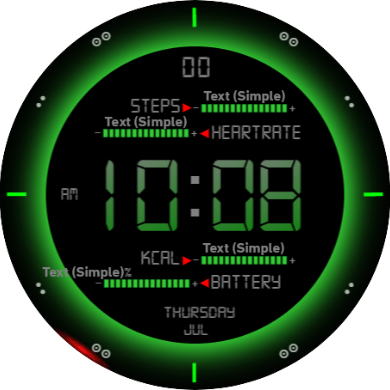 00
Text (Simple)
STEPS - +
Text (Simple)
- + HEARTRATE
AM 10:08
Text (Simple)
KCAL - +
Text (Simple)%
- + BATTERY
THURSDAY
JUL